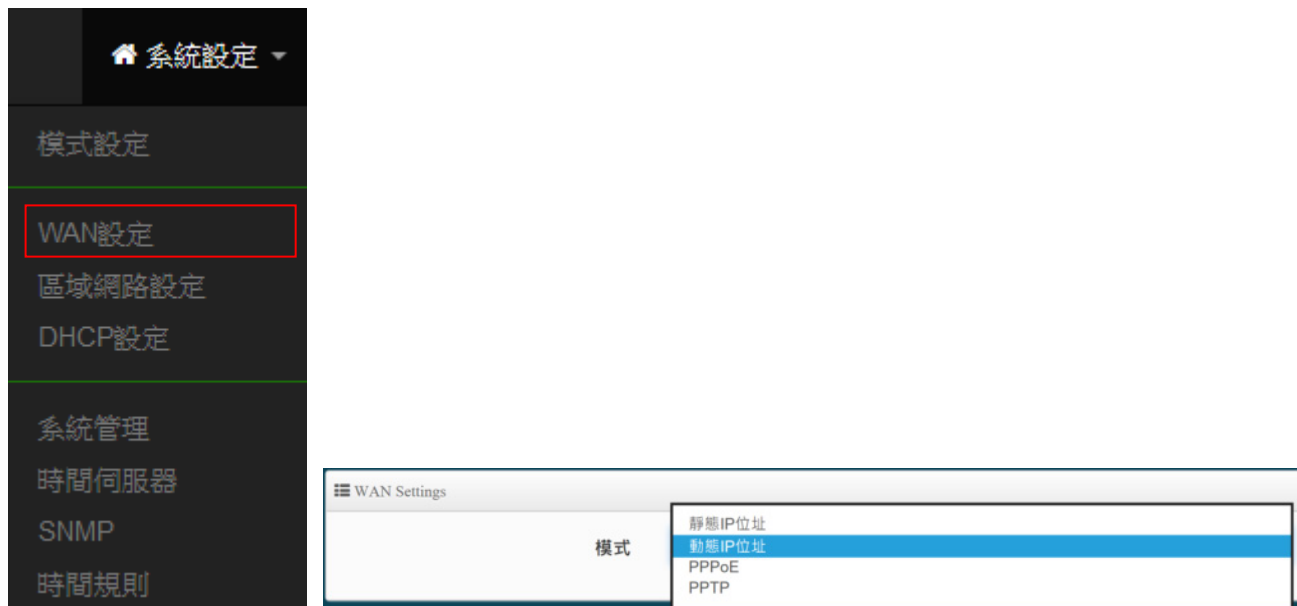 系統設定
模式設定
WAN設定
區域網路設定
DHCP設定
系統管理
時間伺服器
SNMP
時間規則
WAN Settings
模式
靜態IP位址
動態IP位址
PPPoE
PPTP